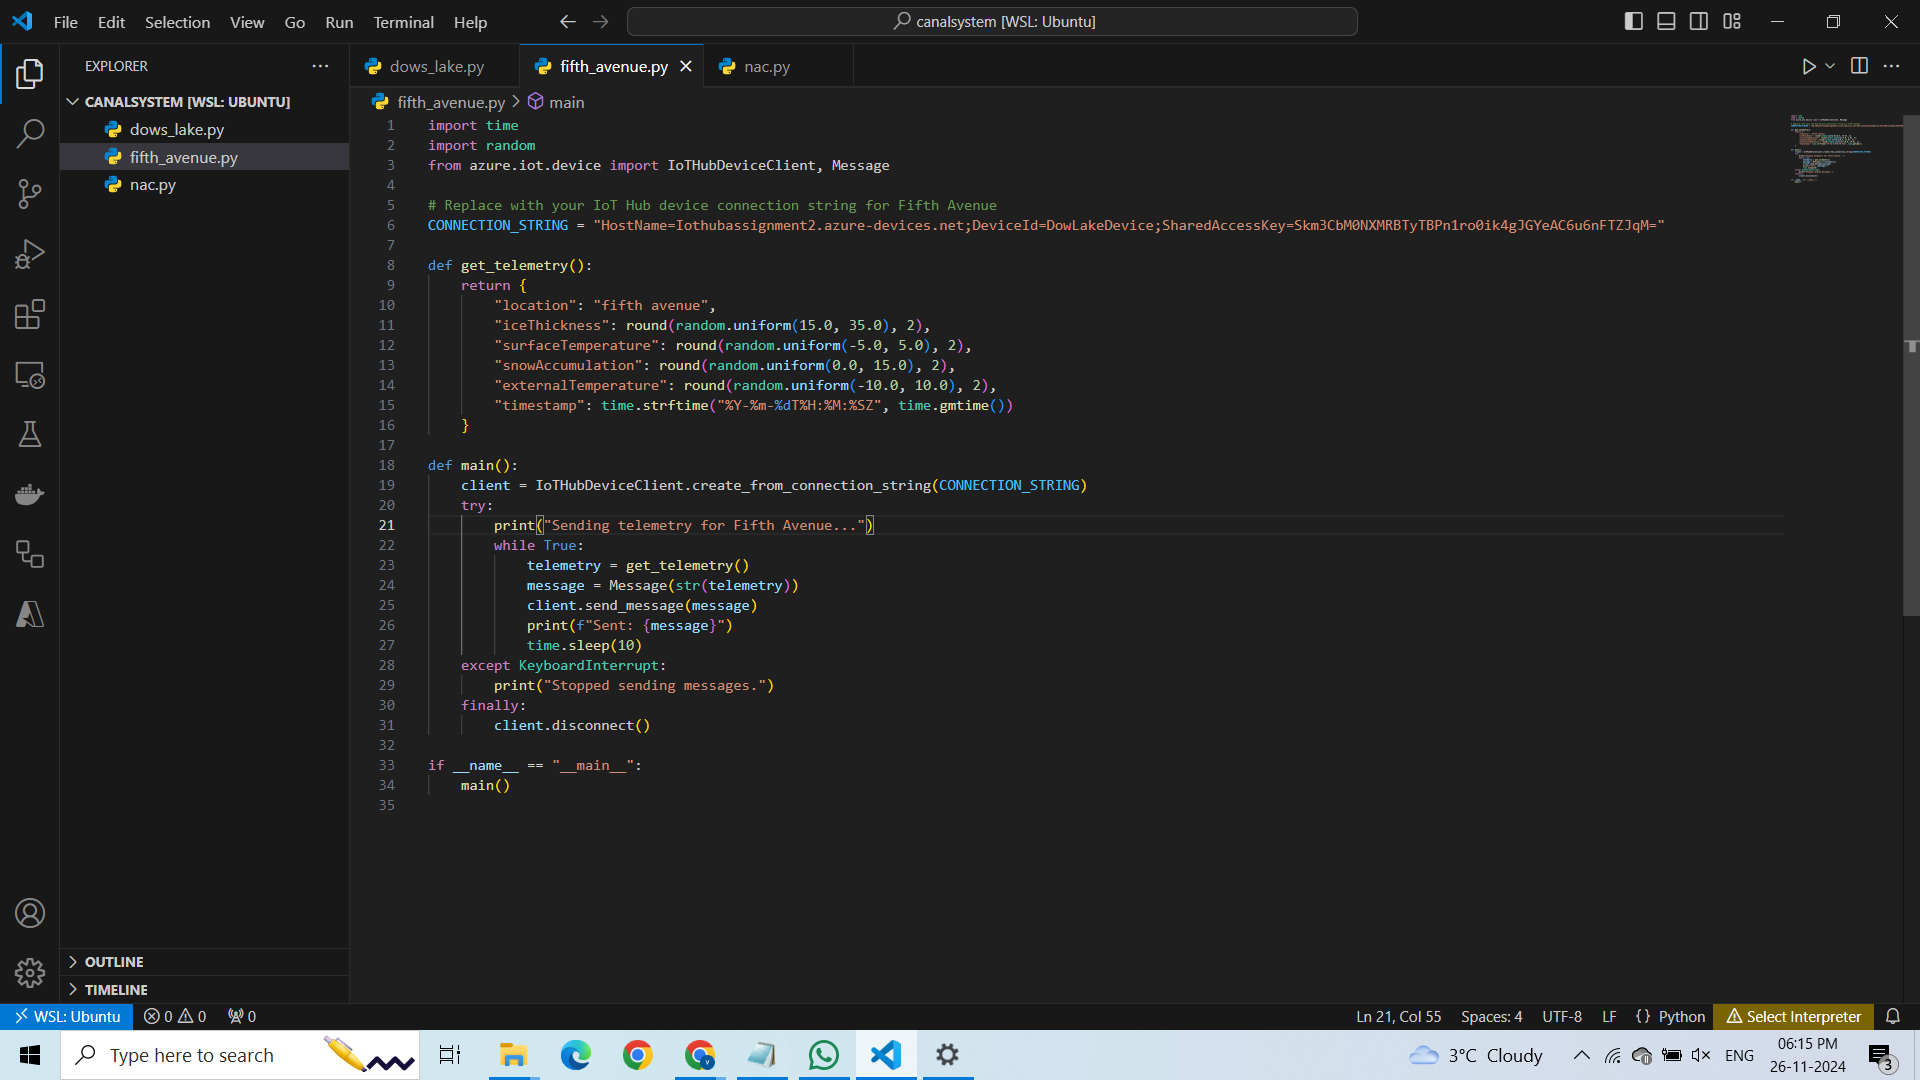 File Edit Selection View Go Run Terminal Help
canalsystem [WSL: Ubuntu]
EXPLORER
CANALSYSTEM [WSL: UBUNTU]
dows_lake.py
fifth_avenue.py
nac.py
OUTLINE
TIMELINE
dows_lake.py fifth_avenue.py nac.py
fifth_avenue.py main
1 import time
2 import random
3 from azure.iot.device import IoTHubDeviceClient, Message
4
5 # Replace with your IoT Hub device connection string for Fifth Avenue
6 CONNECTION_STRING = "HostName=Iothubassignment2.azure-devices.net;DeviceId=DowLakeDevice;SharedAccessKey=Skm3CbM0NXMRBTyTBPn1ro0ik4gJGYeAC6u6nFTZJqM="
7
8 def get_telemetry():
9 return {
10 "location": "fifth avenue",
11 "iceThickness": round(random.uniform(15.0, 35.0), 2),
12 "surfaceTemperature": round(random.uniform(-5.0, 5.0), 2),
13 "snowAccumulation": round(random.uniform(0.0, 15.0), 2),
14 "externalTemperature": round(random.uniform(-10.0, 10.0), 2),
15 "timestamp": time.strftime("%Y-%m-%dT%H:%M:%SZ", time.gmtime())
16 }
17
18 def main():
19 client = IoTHubDeviceClient.create_from_connection_string(CONNECTION_STRING)
20 try:
21 print("Sending telemetry for Fifth Avenue...")
22 while True:
23 telemetry = get_telemetry()
24 message = Message(str(telemetry))
25 client.send_message(message)
26 print(f"Sent: {message}")
27 time.sleep(10)
28 except KeyboardInterrupt:
29 print("Stopped sending messages.")
30 finally:
31 client.disconnect()
32
33 if __name__ == "__main__":
34 main()
35
WSL: Ubuntu 0 0 0 Ln 21, Col 55 Spaces: 4 UTF-8 LF {} Python Select Interpreter
Type here to search 3°C Cloudy ENG 06:15 PM
26-11-2024 3